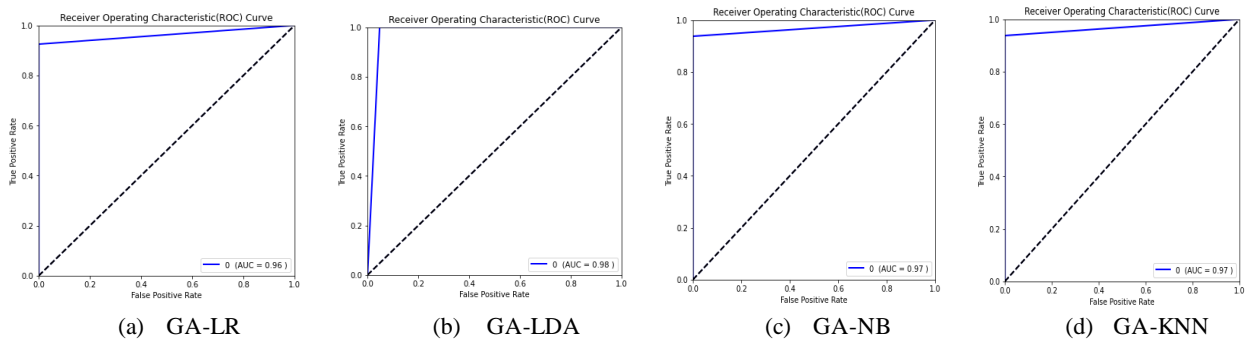 Receiver Operating Characteristic(ROC) Curve
1.0
0.8
0.6
0.4
0.2
0.0
True Positive Rate
0 (AUC = 0.96 )
0.0 0.2 0.4 0.6 0.8 1.0
False Positive Rate
(a) GA-LR
Receiver Operating Characteristic(ROC) Curve
1.0
0.8
0.6
0.4
0.2
0.0
True Positive Rate
0 (AUC = 0.98 )
0.0 0.2 0.4 0.6 0.8 1.0
False Positive Rate
(b) GA-LDA
Receiver Operating Characteristic(ROC) Curve
1.0
0.8
0.6
0.4
0.2
0.0
True Positive Rate
0 (AUC = 0.97 )
0.0 0.2 0.4 0.6 0.8 1.0
False Positive Rate
(c) GA-NB
Receiver Operating Characteristic(ROC) Curve
1.0
0.8
0.6
0.4
0.2
0.0
True Positive Rate
0 (AUC = 0.97 )
0.0 0.2 0.4 0.6 0.8 1.0
False Positive Rate
(d) GA-KNN